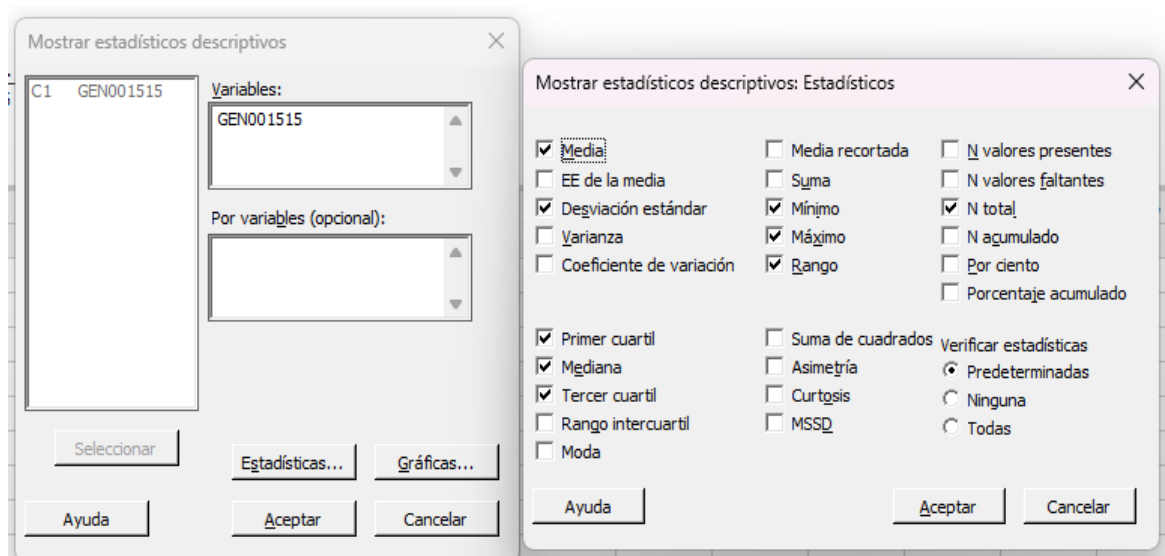 Mostrar estadísticos descriptivos
C1 GEN001515
Variables:
GEN001515
Por variables (opcional):
Seleccionar
Estadísticas...
Gráficas...
Ayuda
Aceptar
Cancelar
Mostrar estadísticos descriptivos: Estadísticos
Media
Media recortada
N valores presentes
EE de la media
Suma
N valores faltantes
Desviación estándar
Mínimo
N total
Varianza
Máximo
N acumulado
Coeficiente de variación
Rango
Por ciento
Porcentaje acumulado
Primer cuartil
Suma de cuadrados
Verificar estadísticas
Mediana
Asimetría
Predeterminadas
Tercer cuartil
Curtosis
Ninguna
Rango intercuartil
MSSD
Todas
Moda
Ayuda
Aceptar
Cancelar